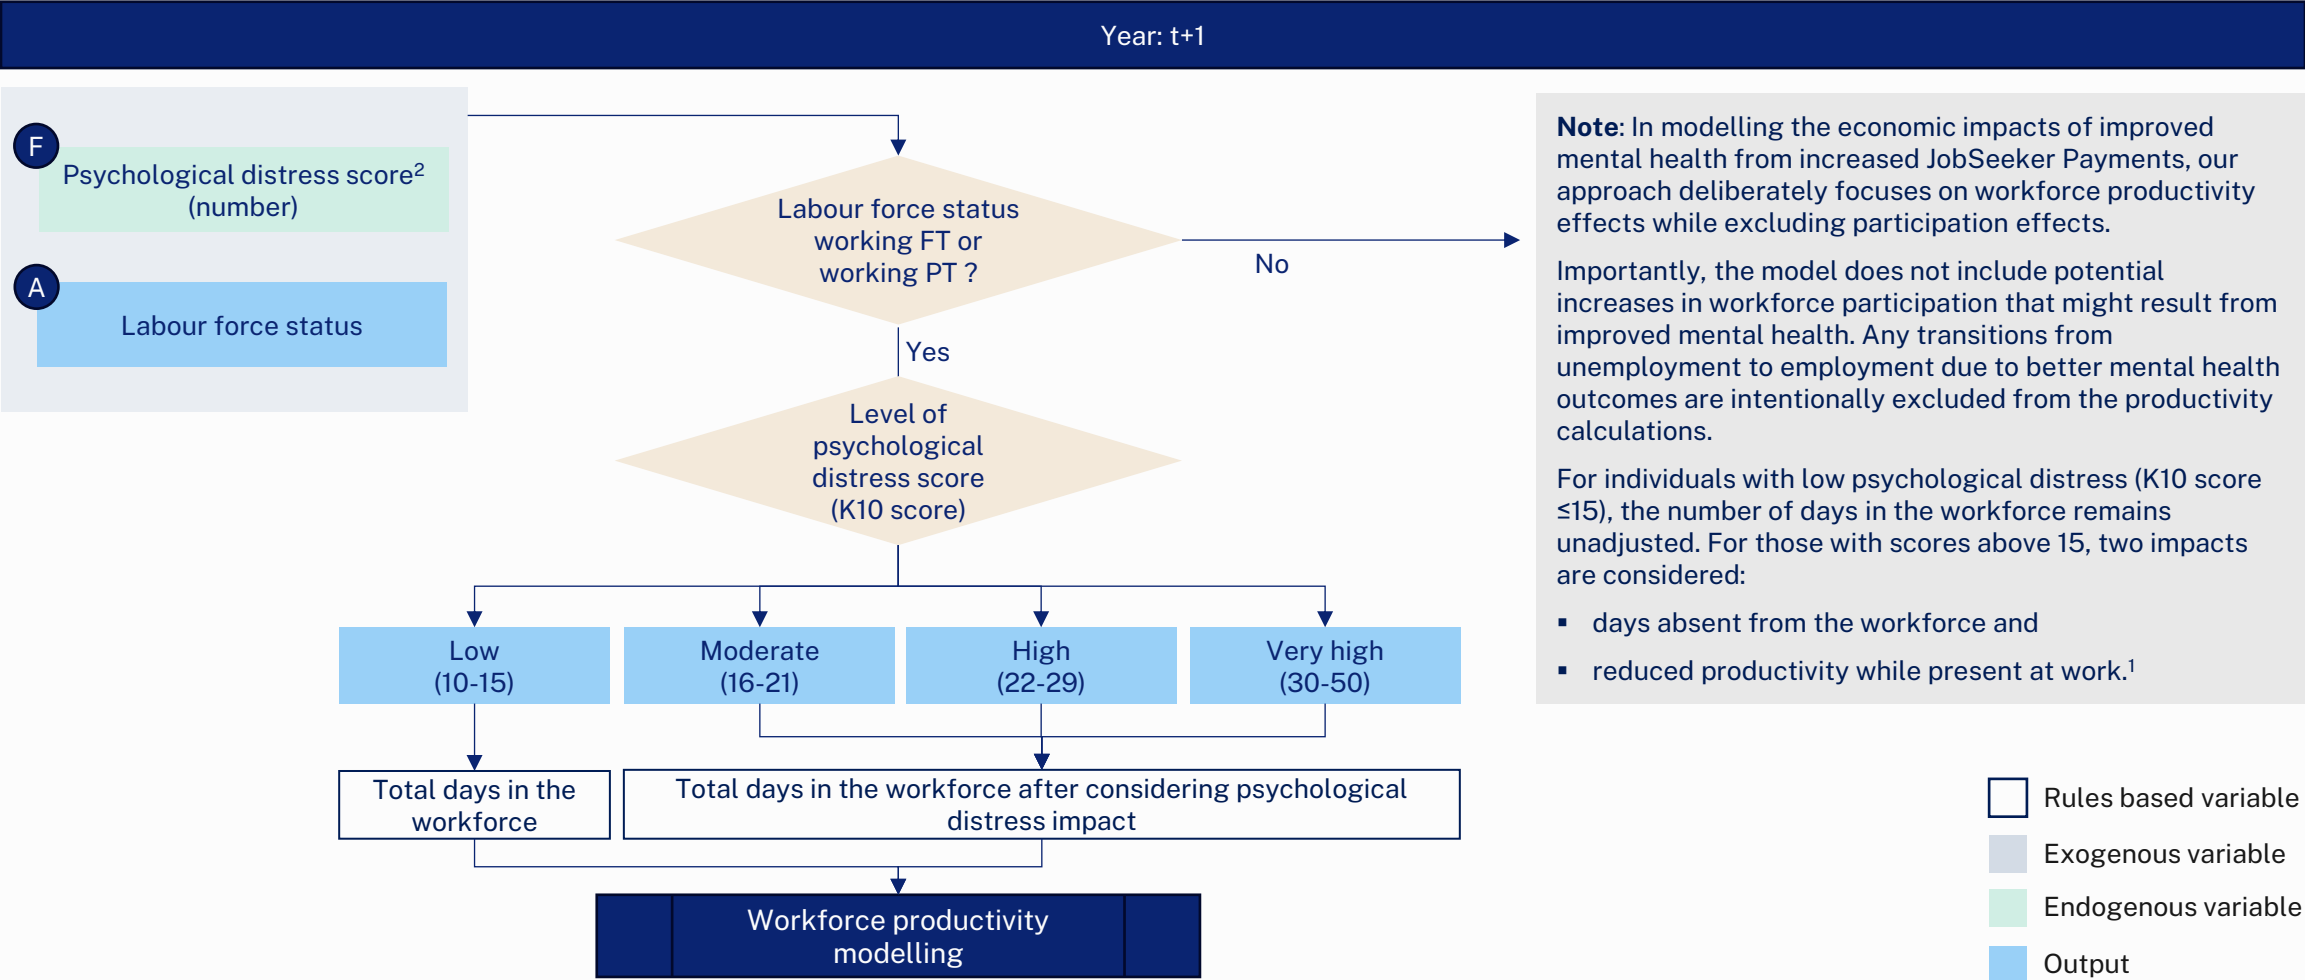 Year: t+1
F
Psychological distress score²
(number)
A
Labour force status
Labour force status
working FT or
working PT ?
No
Yes
Level of
psychological
distress score
(K10 score)
Low
(10-15)
Moderate
(16-21)
High
(22-29)
Very high
(30-50)
Total days in the
workforce
Total days in the workforce after considering psychological
distress impact
Workforce productivity
modelling
Note: In modelling the economic impacts of improved
mental health from increased JobSeeker Payments, our
approach deliberately focuses on workforce productivity
effects while excluding participation effects.
Importantly, the model does not include potential
increases in workforce participation that might result from
improved mental health. Any transitions from
unemployment to employment due to better mental health
outcomes are intentionally excluded from the productivity
calculations.
For individuals with low psychological distress (K10 score
≤15), the number of days in the workforce remains
unadjusted. For those with scores above 15, two impacts
are considered:
▪ days absent from the workforce and
▪ reduced productivity while present at work.¹
Rules based variable
Exogenous variable
Endogenous variable
Output